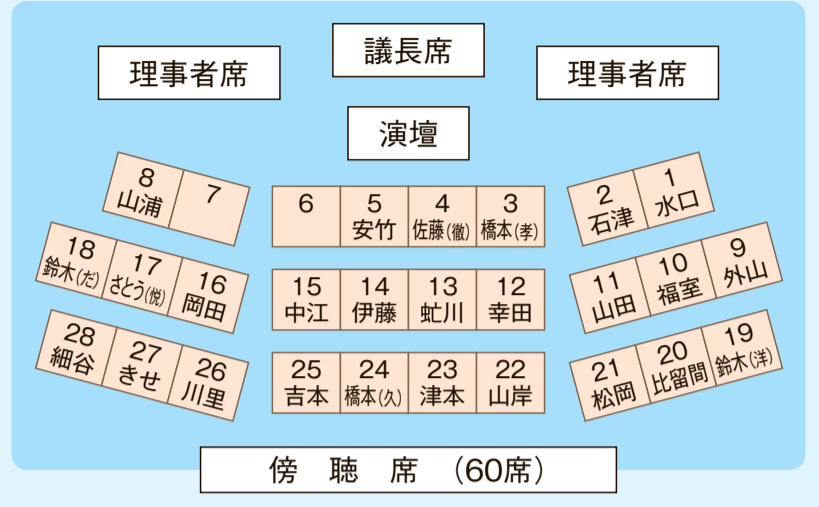 議長席
理事者席
理事者席
演壇
8
山浦
7
6
5
安竹
4
佐藤(徹)
3
橋本(孝)
2
石津
1
水口
18
鈴木(だ)
17
さとう(悦)
16
岡田
15
中江
14
伊藤
13
虻川
12
幸田
11
山田
10
福室
9
外山
28
細谷
27
きせ
26
川里
25
吉本
24
橋本(久)
23
津本
22
山岸
21
松岡
20
比留間
19
鈴木(洋)
傍 聴 席 (60席)